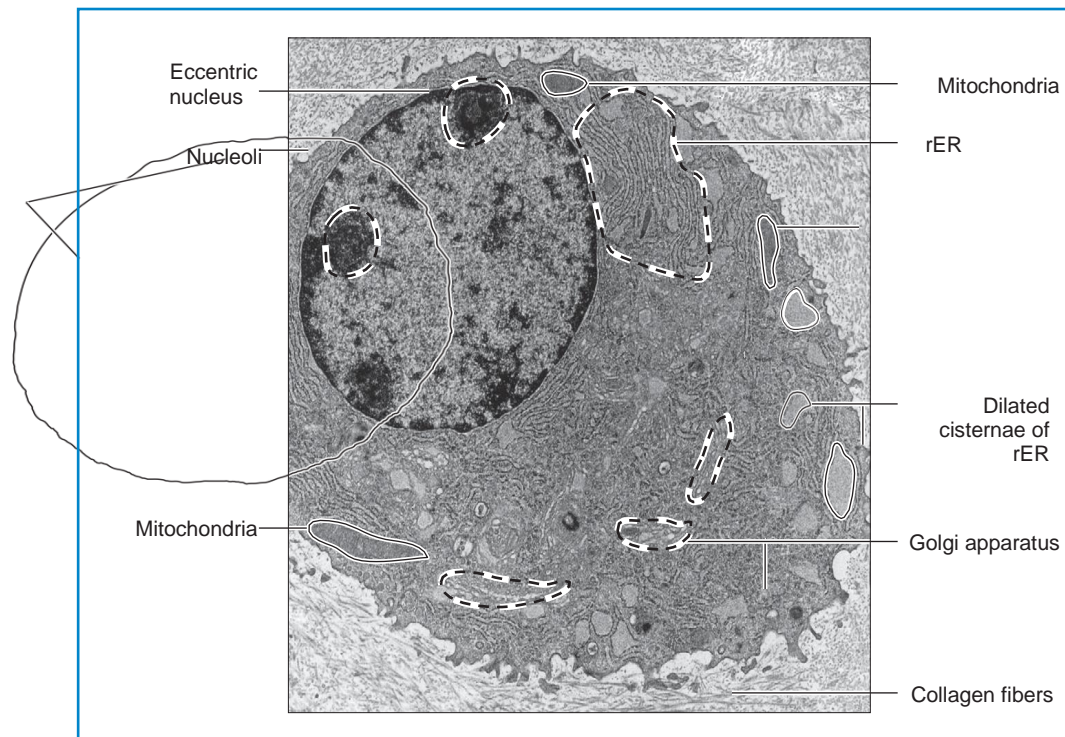 Eccentric
nucleus
Nucleoli
Mitochondria
Mitochondria
rER
Dilated
cisternae of
rER
Golgi apparatus
Collagen fibers